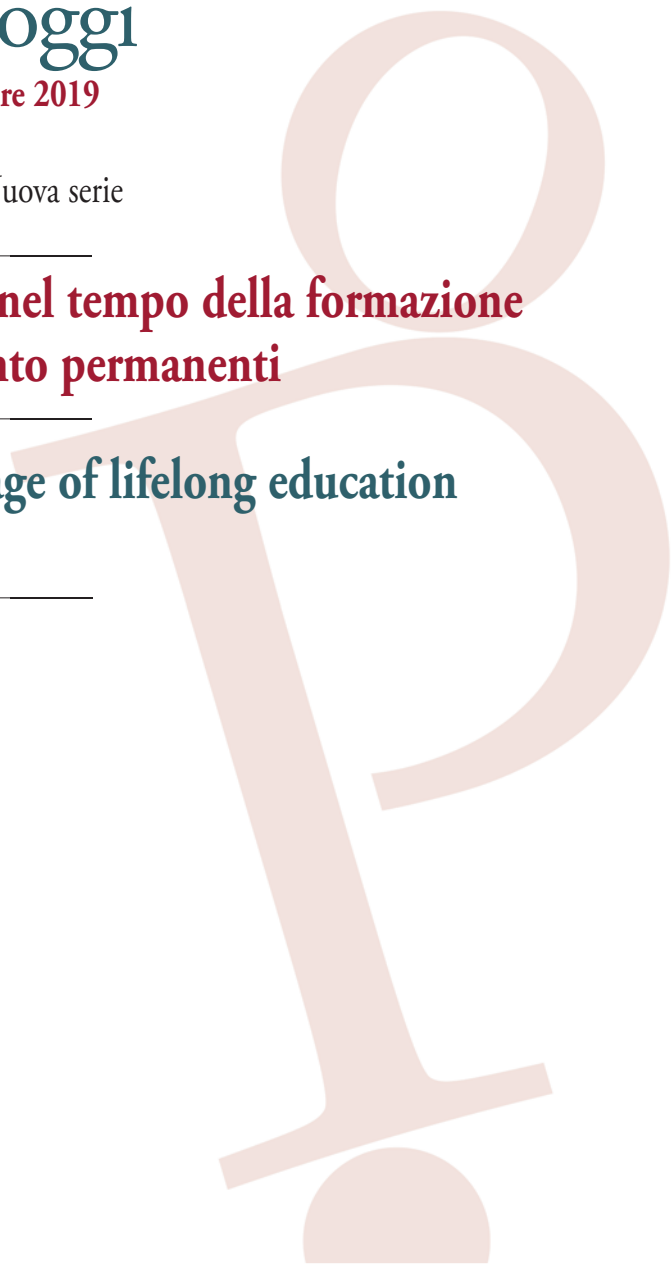 oggi
re 2019
uova serie
nel tempo della formazione
nto permanenti
ge of lifelong education